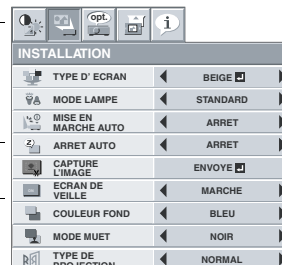 opt.
i
INSTALLATION
TYPE D' ECRAN BEIGE
MODE LAMPE STANDARD
MISE EN
MARCHE AUTO ARRET
z)
ARRET AUTO ARRET
CAPTURE
L'IMAGE ENVOYE
ECRAN DE
VEILLE MARCHE
COULEUR FOND BLEU
MODE MUET NOIR
TYPE DE
PROJECTION NORMAL